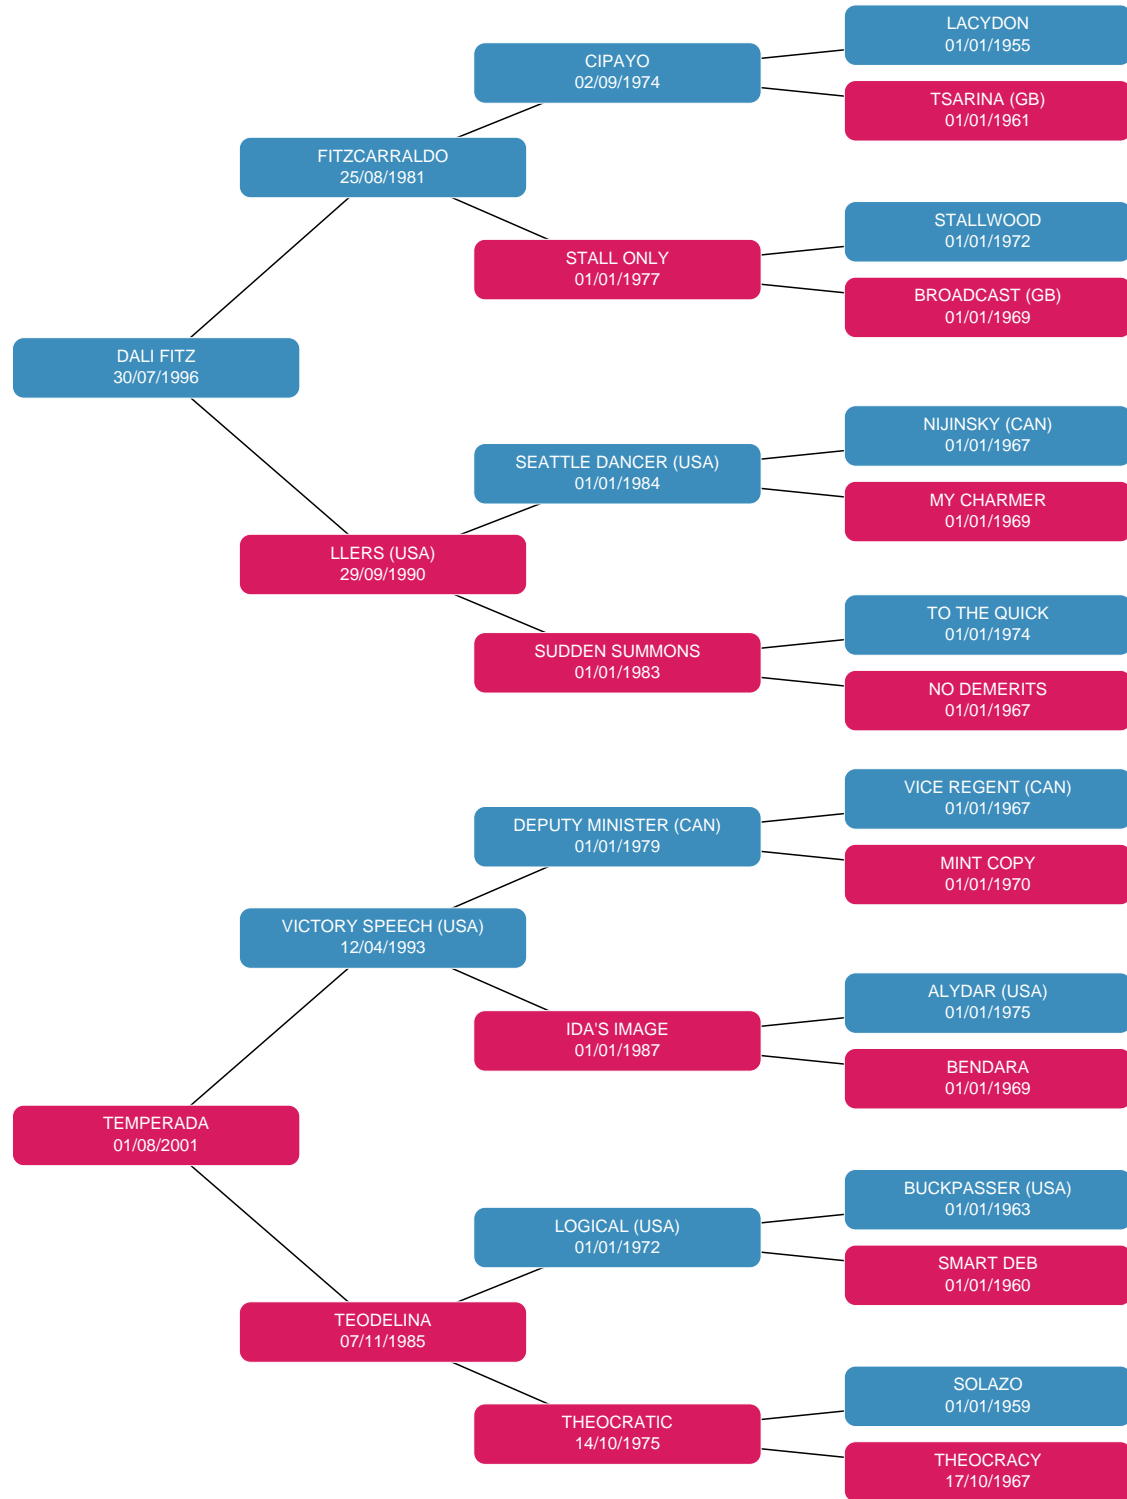 LACYDON
01/01/1955
CIPAYO
02/09/1974
TSARINA (GB)
01/01/1961
FITZCARRALDO
25/08/1981
STALLWOOD
01/01/1972
STALL ONLY
01/01/1977
BROADCAST (GB)
01/01/1969
DALI FITZ
30/07/1996
NIJINSKY (CAN)
01/01/1967
SEATTLE DANCER (USA)
01/01/1984
MY CHARMER
01/01/1969
LLERS (USA)
29/09/1990
TO THE QUICK
01/01/1974
SUDDEN SUMMONS
01/01/1983
NO DEMERITS
01/01/1967
VICE REGENT (CAN)
01/01/1967
DEPUTY MINISTER (CAN)
01/01/1979
MINT COPY
01/01/1970
VICTORY SPEECH (USA)
12/04/1993
ALYDAR (USA)
01/01/1975
IDA'S IMAGE
01/01/1987
BENDARA
01/01/1969
TEMPERADA
01/08/2001
BUCKPASSER (USA)
01/01/1963
LOGICAL (USA)
01/01/1972
SMART DEB
01/01/1960
TEODELINA
07/11/1985
SOLAZO
01/01/1959
THEOCRATIC
14/10/1975
THEOCRACY
17/10/1967